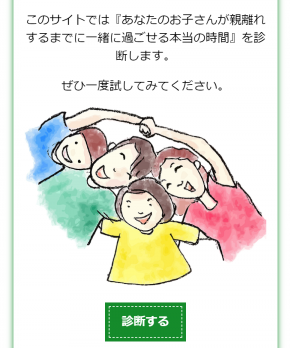 このサイトでは『あなたのお子さんが親離れ
するまでに一緒に過ごせる本当の時間』を診
断します。
ぜひ一度試してみてください。
診断する